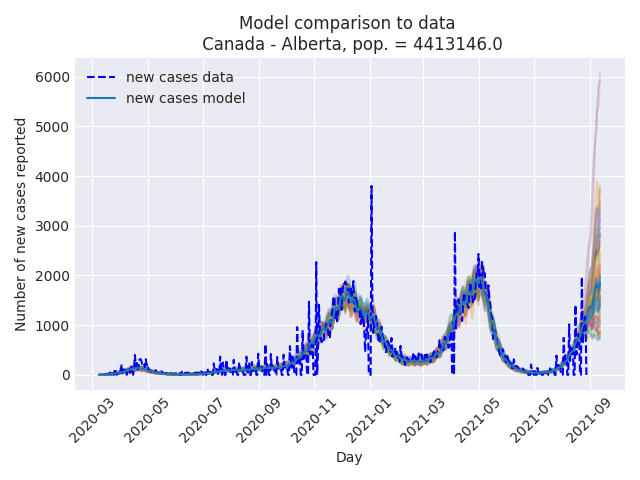 Model comparison to data
Canada - Alberta, pop. = 4413146.0
new cases data
new cases model
Number of new cases reported
6000
5000
4000
3000
2000
1000
0
2020-03
2020-05
2020-07
2020-09
2020-11
2021-01
2021-03
2021-05
2021-07
2021-09
Day